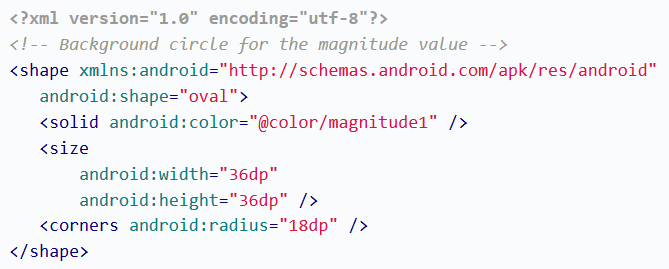 <?xml version="1.0" encoding="utf-8"?>
<!-- Background circle for the magnitude value -->
<shape xmlns:android="http://schemas.android.com/apk/res/android"
   android:shape="oval">
   <solid android:color="@color/magnitude1" />
   <size
       android:width="36dp"
       android:height="36dp" />
   <corners android:radius="18dp" />
</shape>